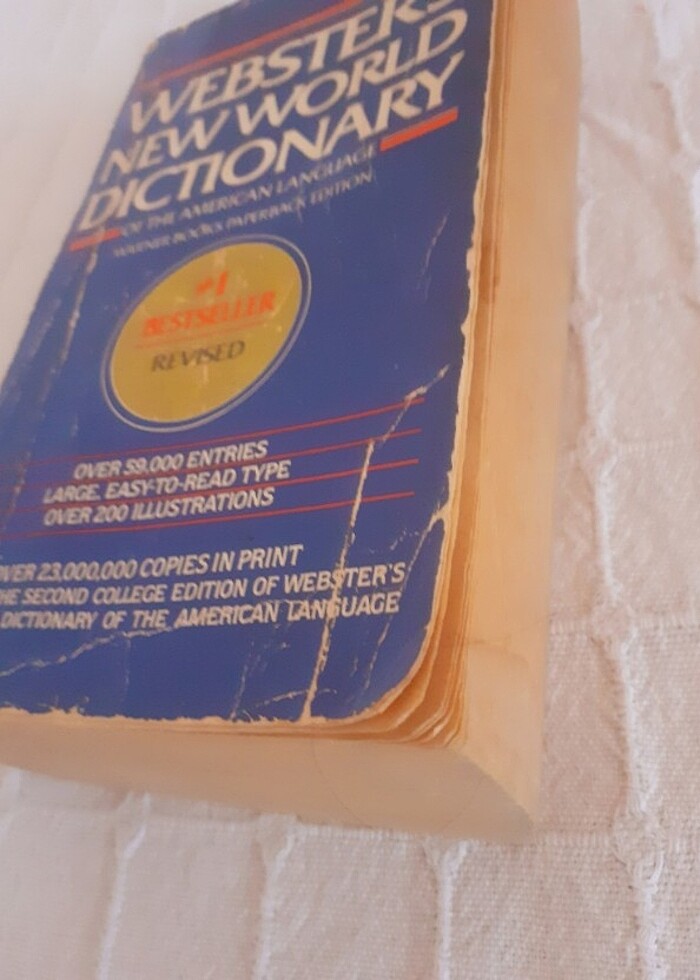 WEBSTER'S
NEW WORLD
DICTIONARY
OF THE AMERICAN LANGUAGE
WARNER BOOKS PAPERBACK EDITION
#1
BESTSELLER
REVISED
OVER 59,000 ENTRIES
LARGE, EASY-TO-READ TYPE
OVER 200 ILLUSTRATIONS
OVER 23,000,000 COPIES IN PRINT
THE SECOND COLLEGE EDITION OF WEBSTER'S
DICTIONARY OF THE AMERICAN LANGUAGE